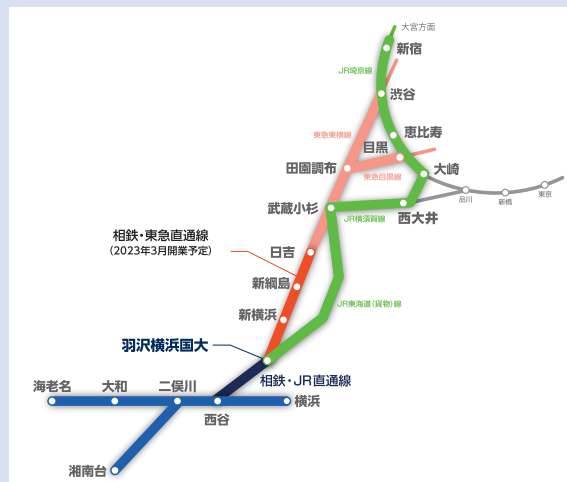 大宮方面
新宿
JR埼京線
渋谷
恵比寿
東急東横線
目黒
田園調布
東急目黒線
大崎
品川
新橋
東京
武蔵小杉
JR横須賀線
西大井
相鉄・東急直通線
(2023年3月開業予定)
日吉
新綱島
JR東海道(貨物)線
新横浜
羽沢横浜国大
相鉄・JR直通線
海老名
大和
二俣川
西谷
横浜
湘南台